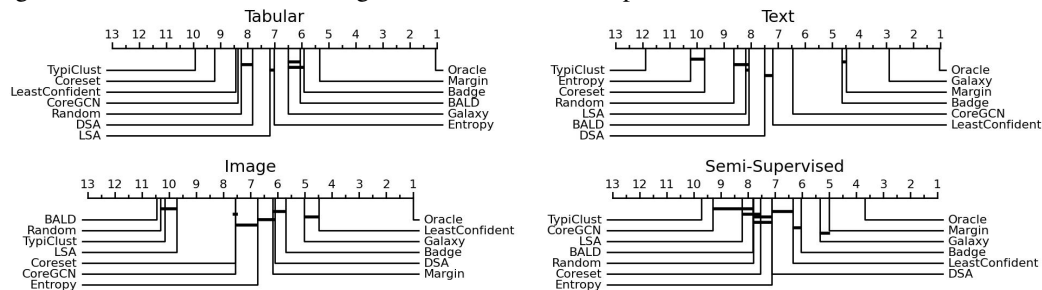 Tabular
13 12 11 10 9 8 7 6 5 4 3 2 1
TypiClust
Coreset
LeastConfident
CoreGCN
Random
DSA
LSA
Oracle
Margin
Badge
BALD
Galaxy
Entropy
Text
13 12 11 10 9 8 7 6 5 4 3 2 1
TypiClust
Entropy
Coreset
Random
LSA
BALD
DSA
Oracle
Galaxy
Margin
Badge
CoreGCN
LeastConfident
Image
13 12 11 10 9 8 7 6 5 4 3 2 1
BALD
Random
TypiClust
LSA
Coreset
CoreGCN
Entropy
Oracle
LeastConfident
Galaxy
Badge
DSA
Margin
Semi-Supervised
13 12 11 10 9 8 7 6 5 4 3 2 1
TypiClust
CoreGCN
LSA
BALD
Random
Coreset
Entropy
Oracle
Margin
Galaxy
Badge
LeastConfident
DSA